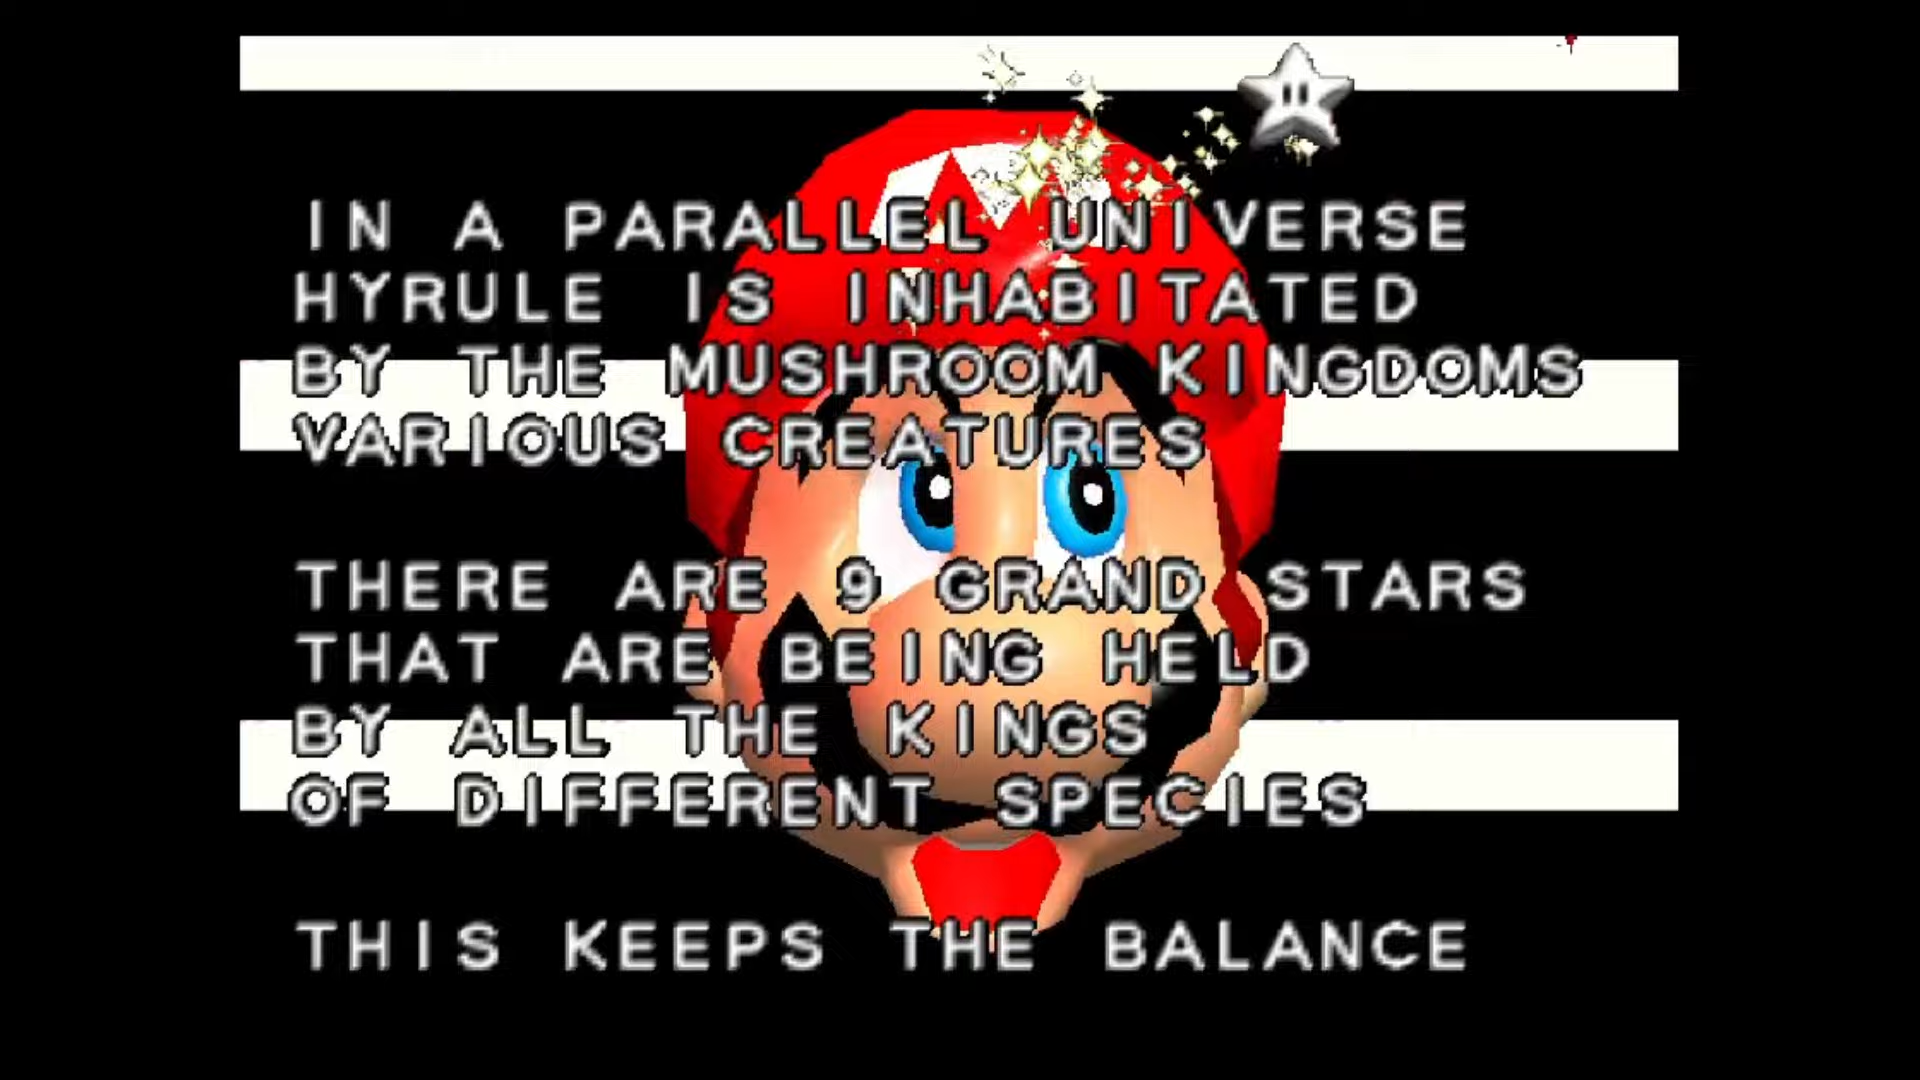 IN A PARALLEL UNIVERSE
HYRULE IS INHABITATED
BY THE MUSHROOM KINGDOMS
VARIOUS CREATURES
THERE ARE 9 GRAND STARS
THAT ARE BEING HELD
BY ALL THE KINGS
OF DIFFERENT SPECIES
THIS KEEPS THE BALANCE